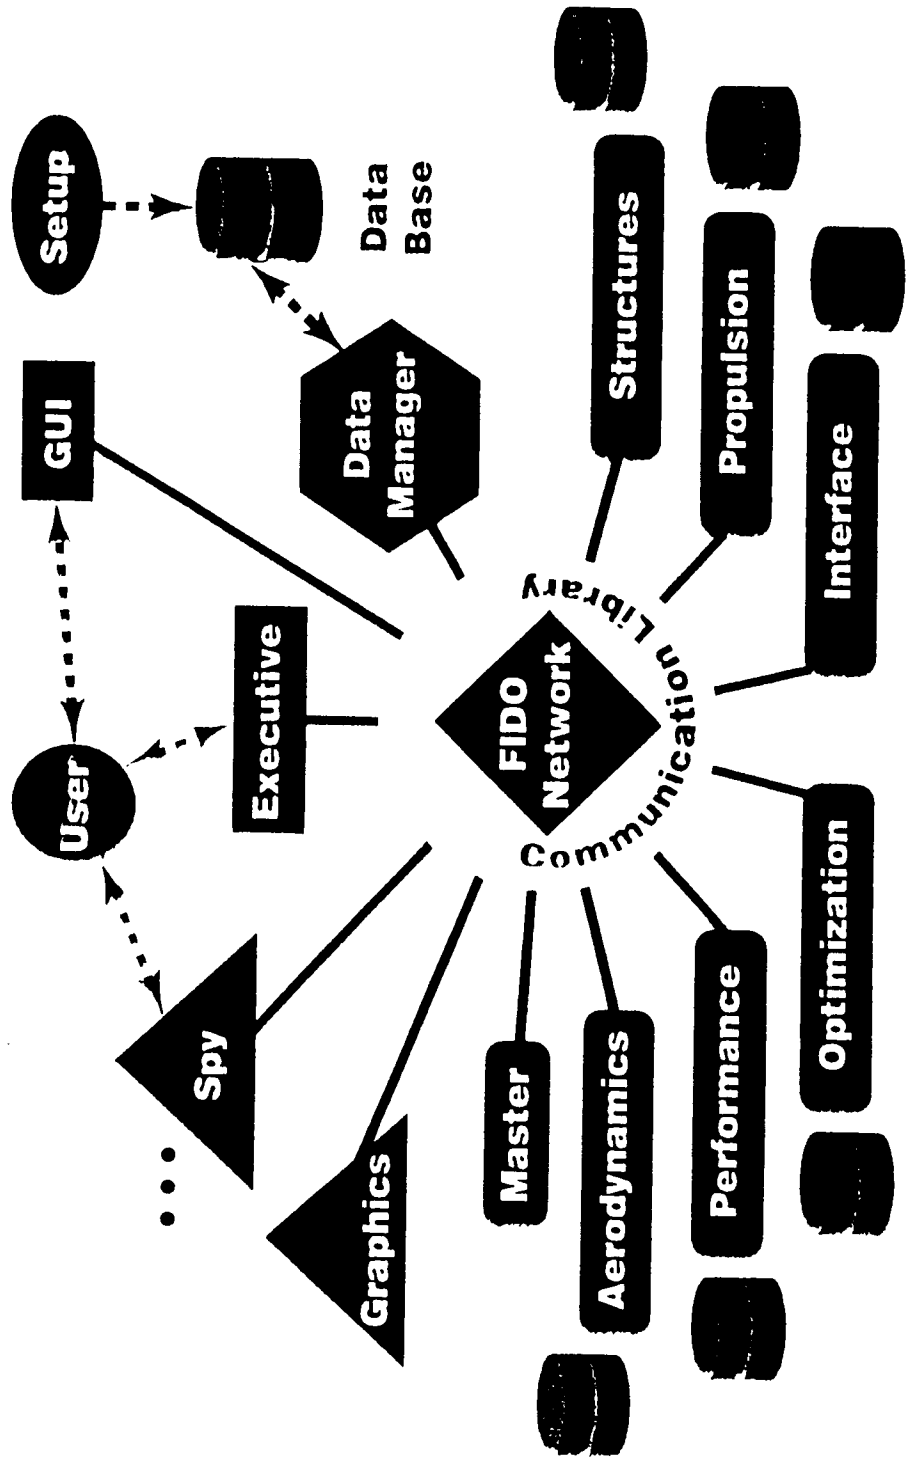 Setup
GUI
User
Executive
Spy
Graphics
Data
Manager
Data
Base
FIDO
Network
Communication Library
Master
Aerodynamics
Performance
Optimization
Interface
Propulsion
Structures